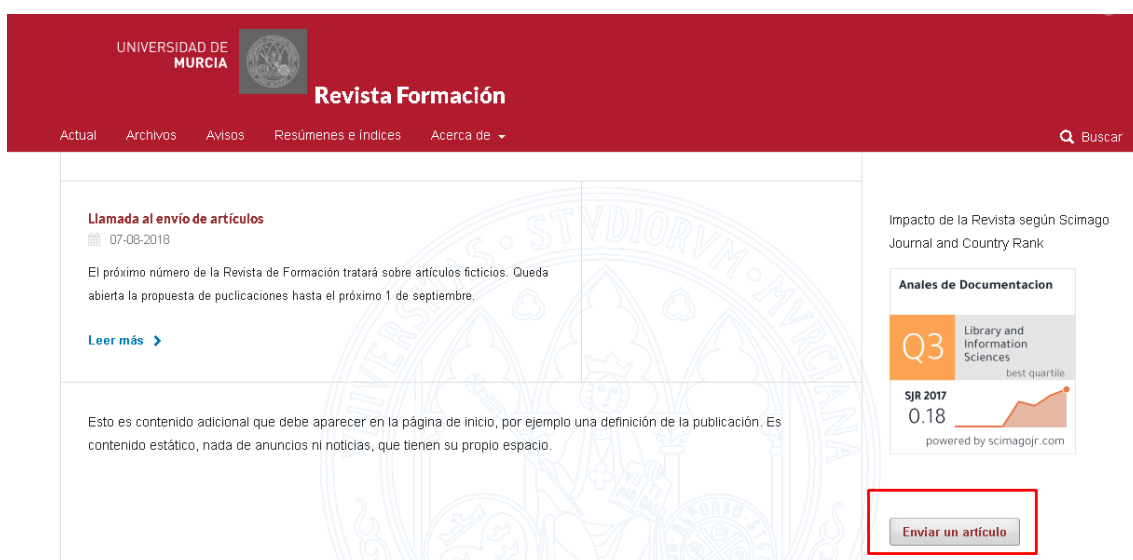 UNIVERSIDAD DE
MURCIA
Revista Formación
Actual Archivos Avisos Resúmenes e índices Acerca de
Buscar
Llamada al envío de artículos
07-08-2018
El próximo número de la Revista de Formación tratará sobre artículos ficticios. Queda
abierta la propuesta de puclicaciones hasta el próximo 1 de septiembre.
Leer más
Esto es contenido adicional que debe aparecer en la página de inicio, por ejemplo una definición de la publicación. Es
contenido estático, nada de anuncios ni noticias, que tienen su propio espacio.
Impacto de la Revista según Scimago
Journal and Country Rank
Anales de Documentacion
Q3
Library and
Information
Sciences
best quartile
SJR 2017
0.18
powered by scimagojr.com
Enviar un artículo